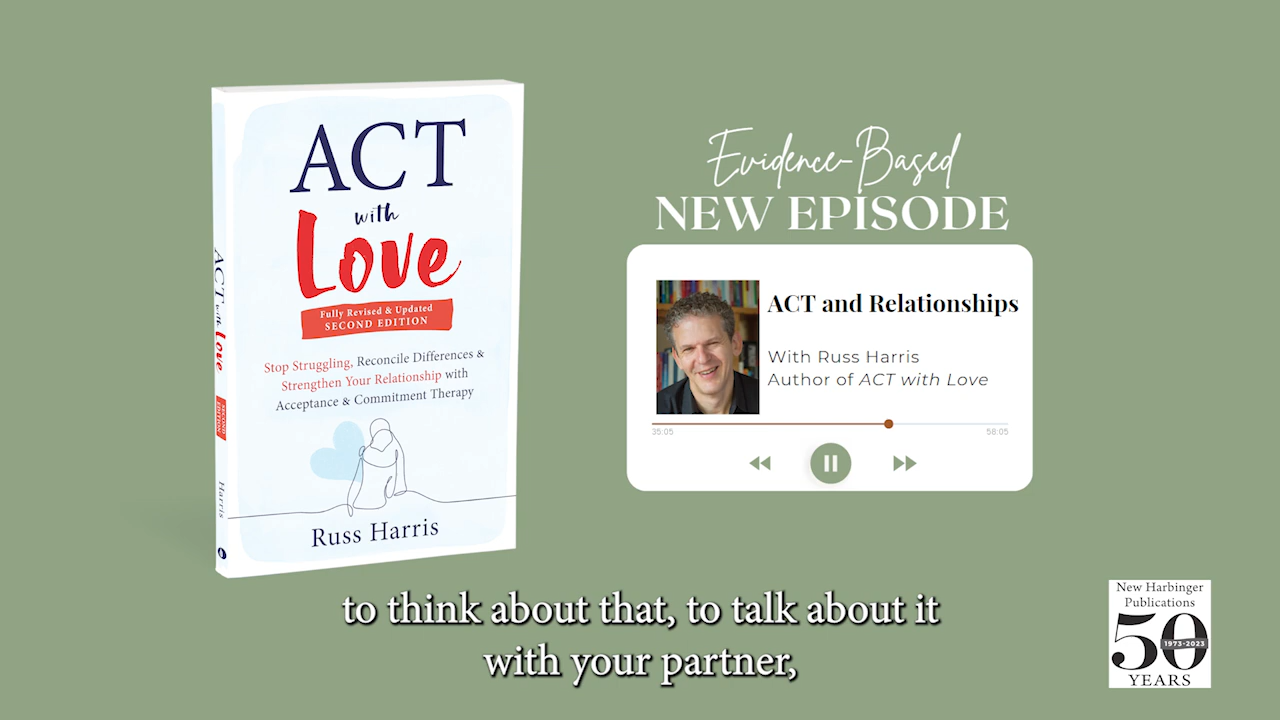 ACT
with
Love
Fully Revised & Updated
SECOND EDITION
Stop Struggling, Reconcile Differences &
Strengthen Your Relationship with
Acceptance & Commitment Therapy
Russ Harris
ACT with Love
SECOND
EDITION
Harris
Evidence-Based
NEW EPISODE
ACT and Relationships
With Russ Harris
Author of ACT with Love
35:05
58:05
to think about that, to talk about it
with your partner,
New Harbinger
Publications
50
1973-2023
YEARS